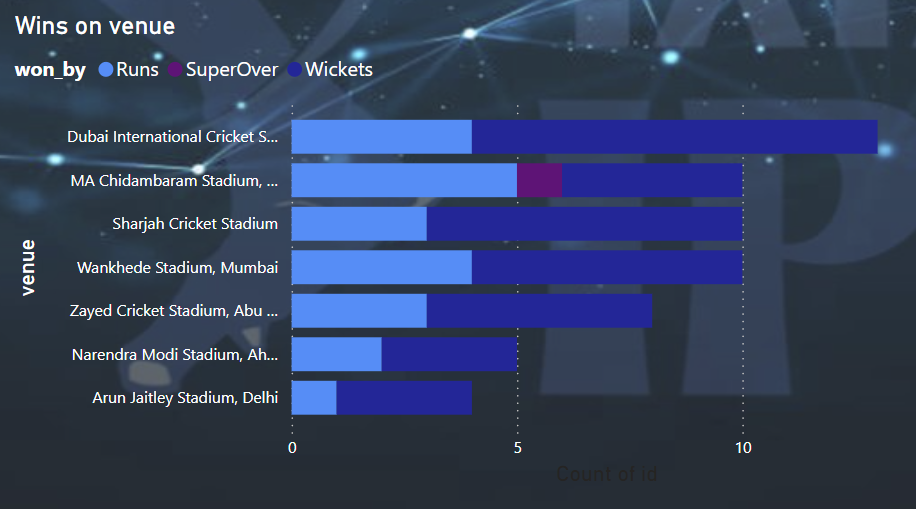 Wins on venue
won_by Runs SuperOver Wickets
Dubai International Cricket S...
MA Chidambaram Stadium, ...
Sharjah Cricket Stadium
Wankhede Stadium, Mumbai
Zayed Cricket Stadium, Abu ...
Narendra Modi Stadium, Ah...
Arun Jaitley Stadium, Delhi
venue
0 5 10
Count of id